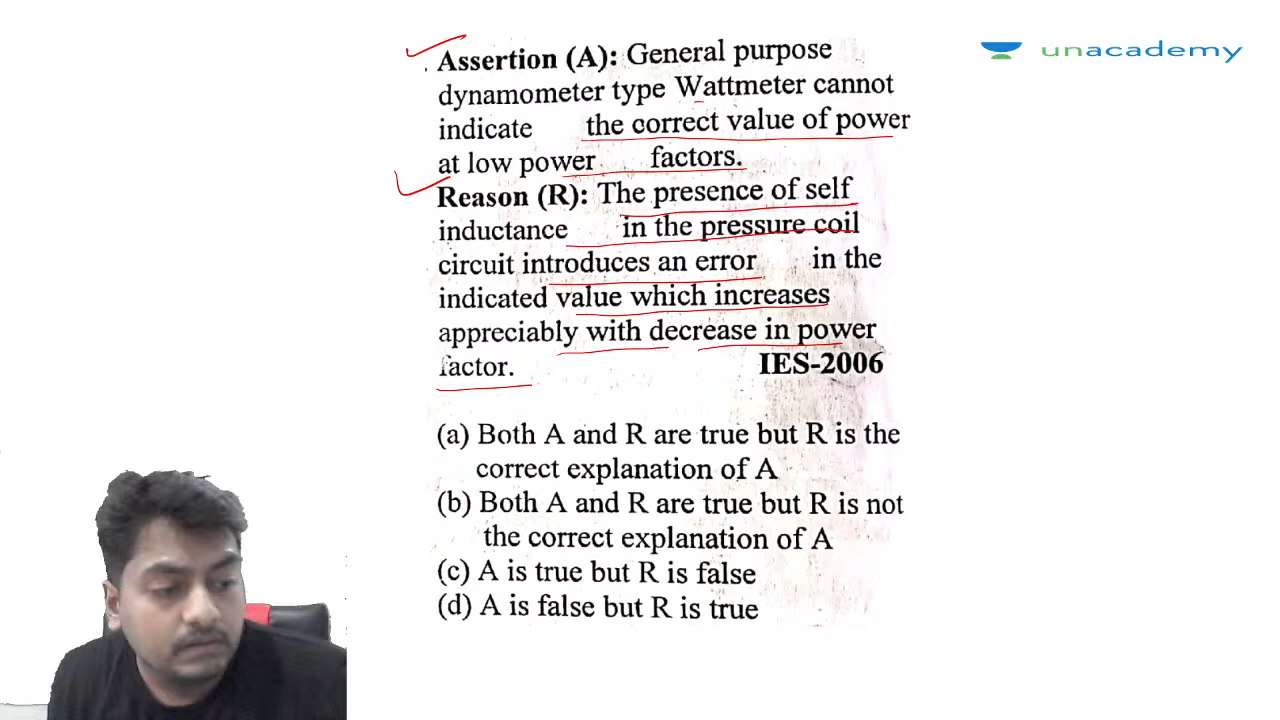 unacademy
Assertion (A): General purpose
dynamometer type Wattmeter cannot
indicate the correct value of power
at low power factors.
Reason (R): The presence of self
inductance in the pressure coil
circuit introduces an error in the
indicated value which increases
appreciably with decrease in power
factor. IES-2006
(a) Both A and R are true but R is the
correct explanation of A
(b) Both A and R are true but R is not
the correct explanation of A
(c) A is true but R is false
(d) A is false but R is true